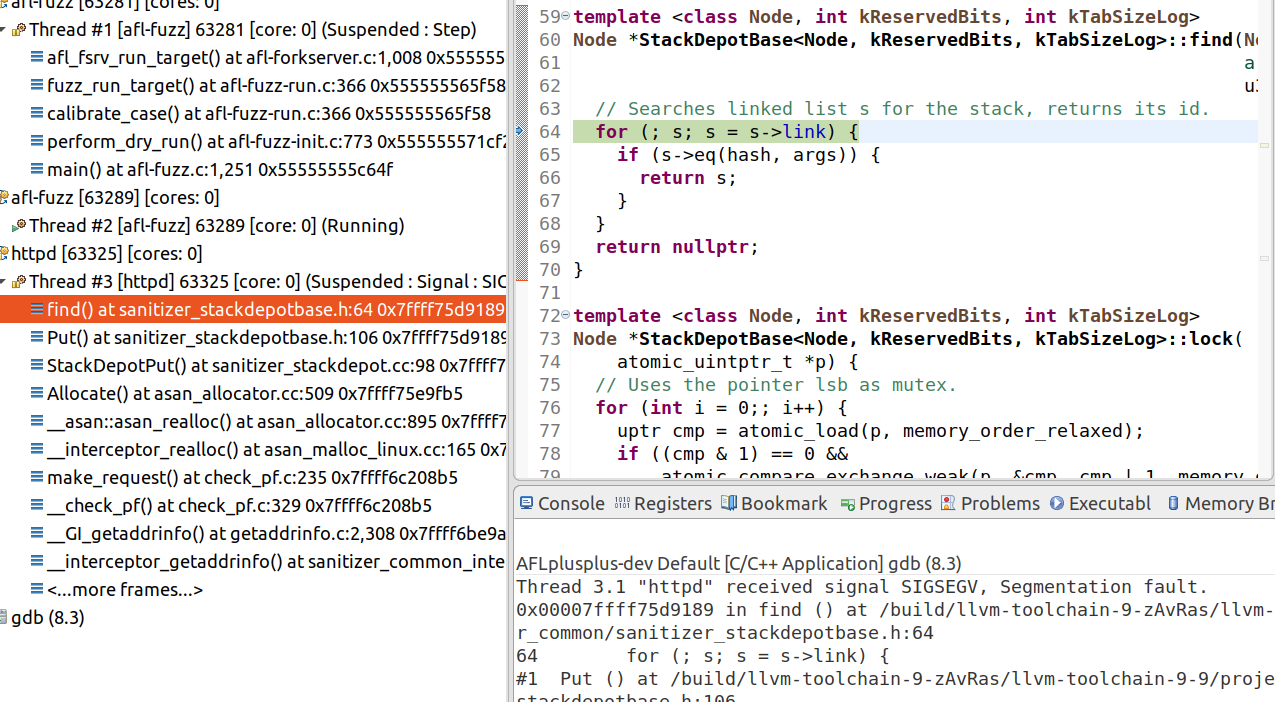 afl-fuzz [63281] [cores: 0]
Thread #1 [afl-fuzz] 63281 [core: 0] (Suspended : Step)
afl_fsrv_run_target() at afl-forkserver.c:1,008 0x555555
fuzz_run_target() at afl-fuzz-run.c:366 0x555555565f58
calibrate_case() at afl-fuzz-run.c:366 0x555555565f58
perform_dry_run() at afl-fuzz-init.c:773 0x555555571cf2
main() at afl-fuzz.c:1,251 0x55555555c64f
afl-fuzz [63289] [cores: 0]
Thread #2 [afl-fuzz] 63289 [core: 0] (Running)
httpd [63325] [cores: 0]
Thread #3 [httpd] 63325 [core: 0] (Suspended : Signal : SIG
find() at sanitizer_stackdepotbase.h:64 0x7ffff75d9189
Put() at sanitizer_stackdepotbase.h:106 0x7ffff75d9189
StackDepotPut() at sanitizer_stackdepot.cc:98 0x7ffff7
Allocate() at asan_allocator.cc:509 0x7ffff75e9fb5
__asan::asan_realloc() at asan_allocator.cc:895 0x7ffff7
__interceptor_realloc() at asan_malloc_linux.cc:165 0x7
make_request() at check_pf.c:235 0x7ffff6c208b5
__check_pf() at check_pf.c:329 0x7ffff6c208b5
__GI_getaddrinfo() at getaddrinfo.c:2,308 0x7ffff6be9a
__interceptor_getaddrinfo() at sanitizer_common_inte
<...more frames...>
gdb (8.3)
59 template <class Node, int kReservedBits, int kTabSizeLog>
60 Node *StackDepotBase<Node, kReservedBits, kTabSizeLog>::find(No
61 a
62 u3
63 // Searches linked list s for the stack, returns its id.
64 for (; s; s = s->link) {
65 if (s->eq(hash, args)) {
66 return s;
67 }
68 }
69 return nullptr;
70 }
71
72 template <class Node, int kReservedBits, int kTabSizeLog>
73 Node *StackDepotBase<Node, kReservedBits, kTabSizeLog>::lock(
74 atomic_uintptr_t *p) {
75 // Uses the pointer lsb as mutex.
76 for (int i = 0;; i++) {
77 uptr cmp = atomic_load(p, memory_order_relaxed);
78 if ((cmp & 1) == 0 &&
79 atomic_compare_exchange_weak(p, &cmp, cmp | 1, memory_o
Console Registers Bookmark Progress Problems Executabl Memory Br
AFLplusplus-dev Default [C/C++ Application] gdb (8.3)
Thread 3.1 "httpd" received signal SIGSEGV, Segmentation fault.
0x00007ffff75d9189 in find () at /build/llvm-toolchain-9-zAvRas/llvm-
r_common/sanitizer_stackdepotbase.h:64
64 for (; s; s = s->link) {
#1 Put () at /build/llvm-toolchain-9-zAvRas/llvm-toolchain-9-9/proje
stackdepotbase.h:106